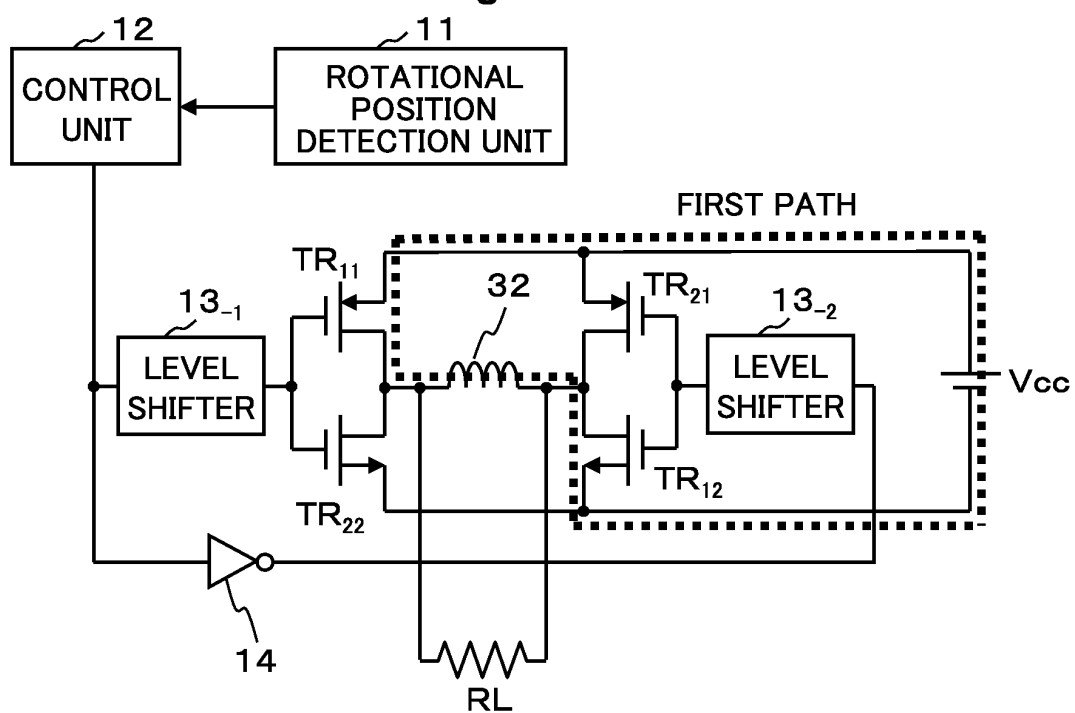 12
11
CONTROL
UNIT
ROTATIONAL
POSITION
DETECTION UNIT
FIRST PATH
TR11
32
TR21
13-1
13-2
LEVEL
SHIFTER
LEVEL
SHIFTER
Vcc
TR22
TR12
14
RL